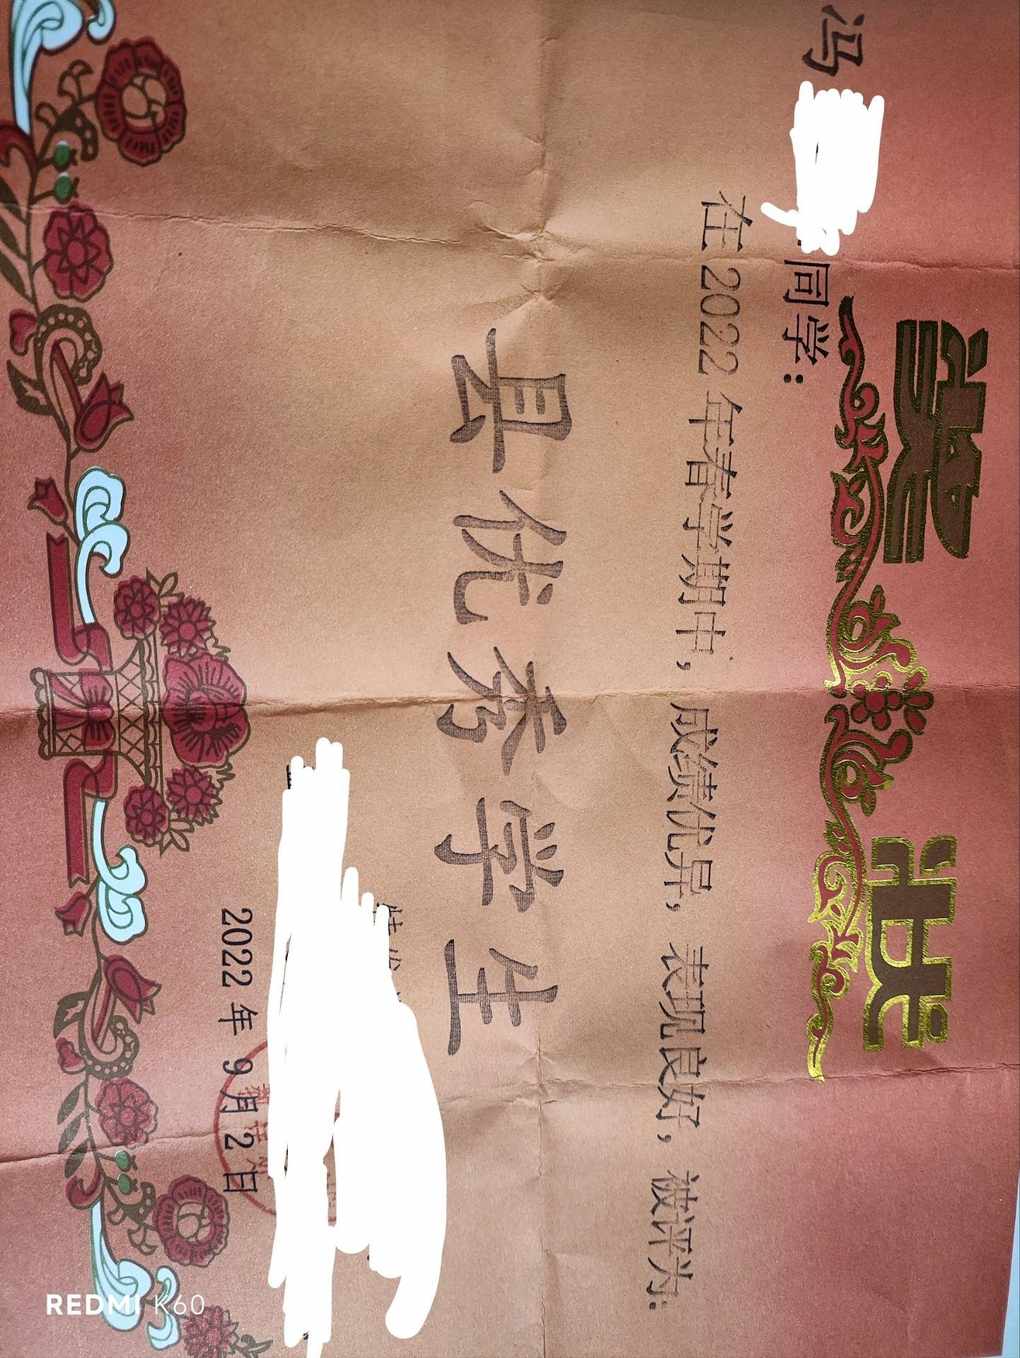 奖状
冯
同学：
在2022年春学期中，成绩优异，表现良好，被评为：
县优秀学生
特发
2022年9月2日
REDMI K60